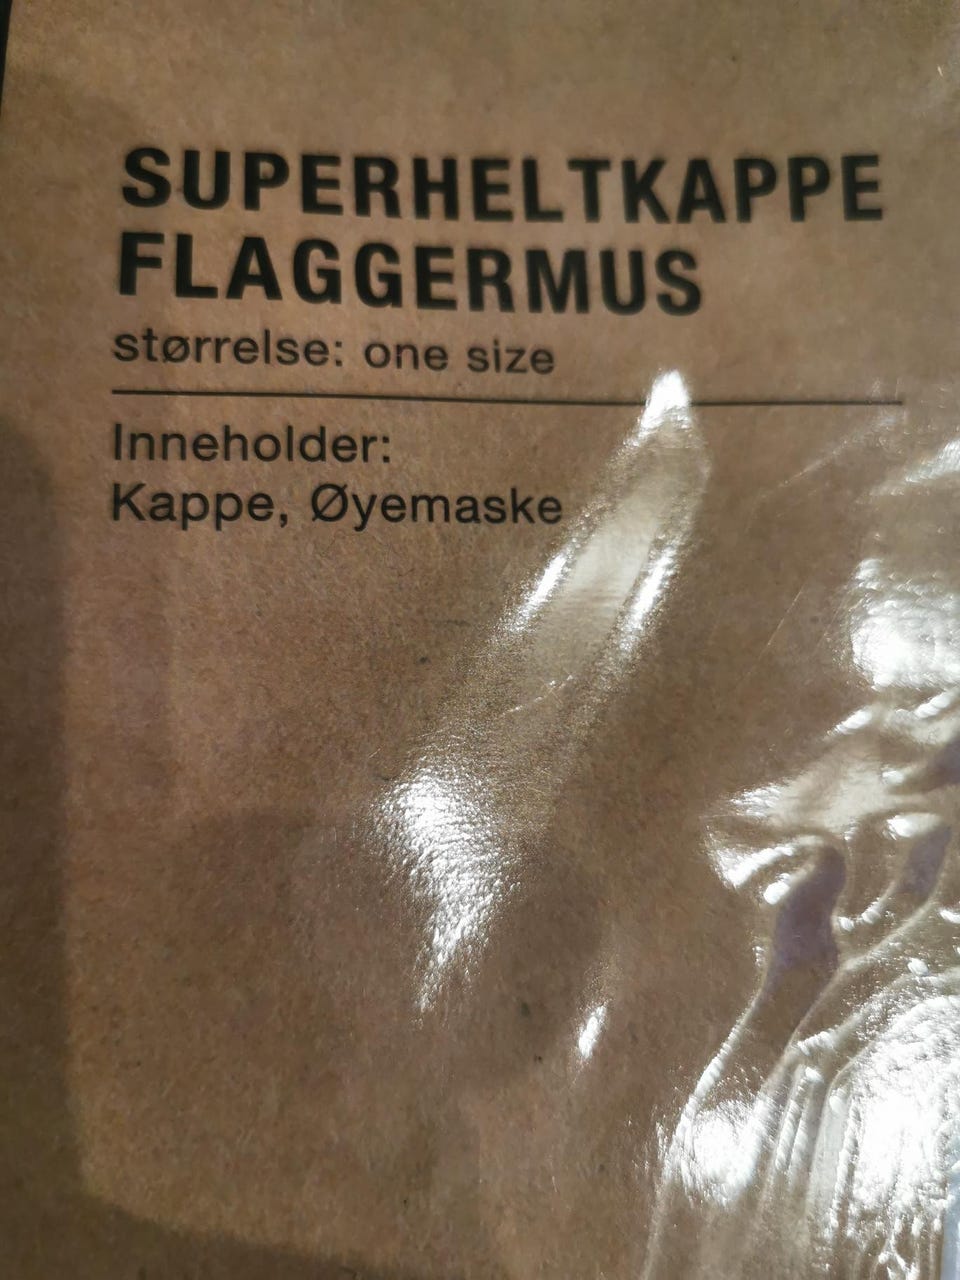 SUPERHELTKAPPE
FLAGGERMUS
størrelse: one size
Inneholder:
Kappe, Øyemaske